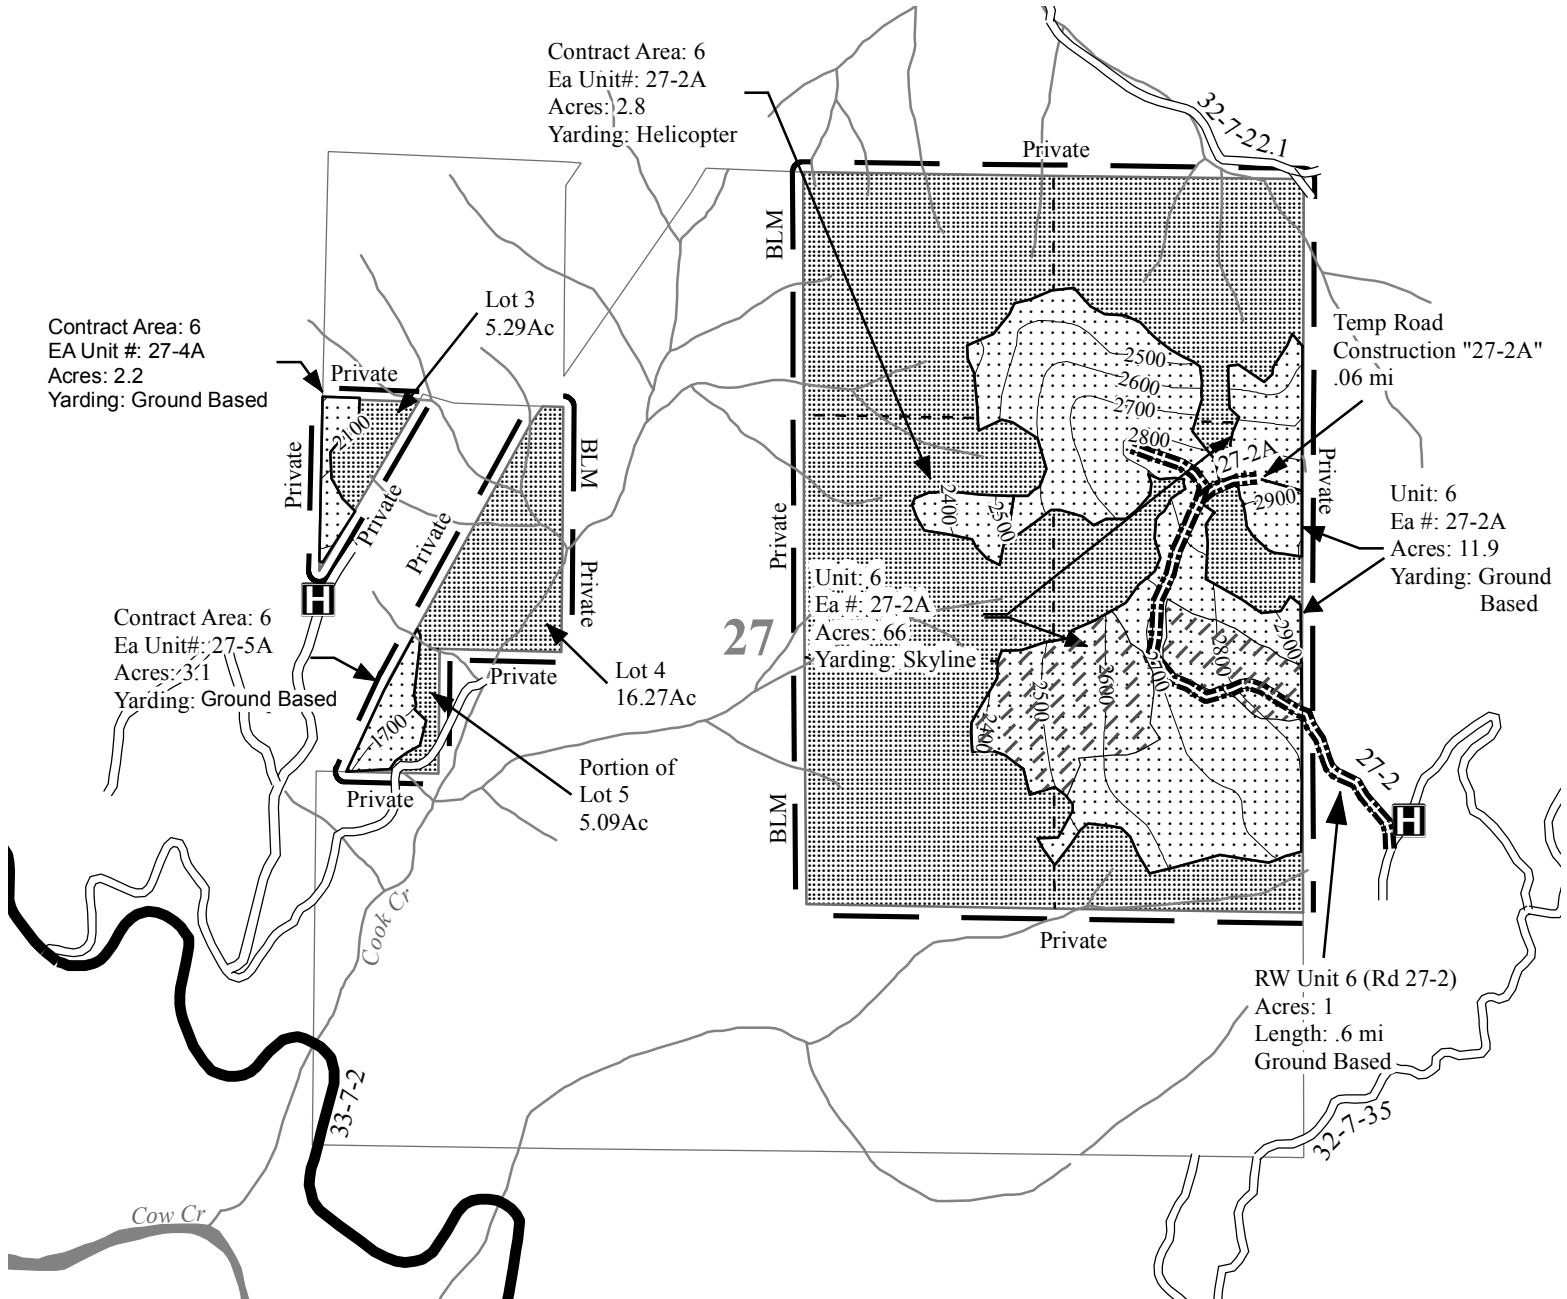 Contract Area: 6
Ea Unit#: 27-2A
Acres: 2.8
Yarding: Helicopter
32-7-22.1
Private
BLM
Lot 3
5.29Ac
Contract Area: 6
EA Unit #: 27-4A
Acres: 2.2
Yarding: Ground Based
Private
2100
Private
Private
Private
BLM
Private
Private
Temp Road
Construction "27-2A"
.06 mi
2500
2600
2700
2800
27-2A
2900
Private
2400
2500
Unit: 6
Ea #: 27-2A
Acres: 11.9
Yarding: Ground
Based
Unit: 6
Ea #: 27-2A
Acres: 66
Yarding: Skyline
H
Contract Area: 6
Ea Unit#: 27-5A
Acres: 3.1
Yarding: Ground Based
27
Lot 4
16.27Ac
Private
1700
Portion of
Lot 5
5.09Ac
Private
BLM
2400
2500
2600
2700
2800
2900
27-2
H
Private
Cook Cr
RW Unit 6 (Rd 27-2)
Acres: 1
Length: .6 mi
Ground Based
33-7-2
32-7-35
Cow Cr